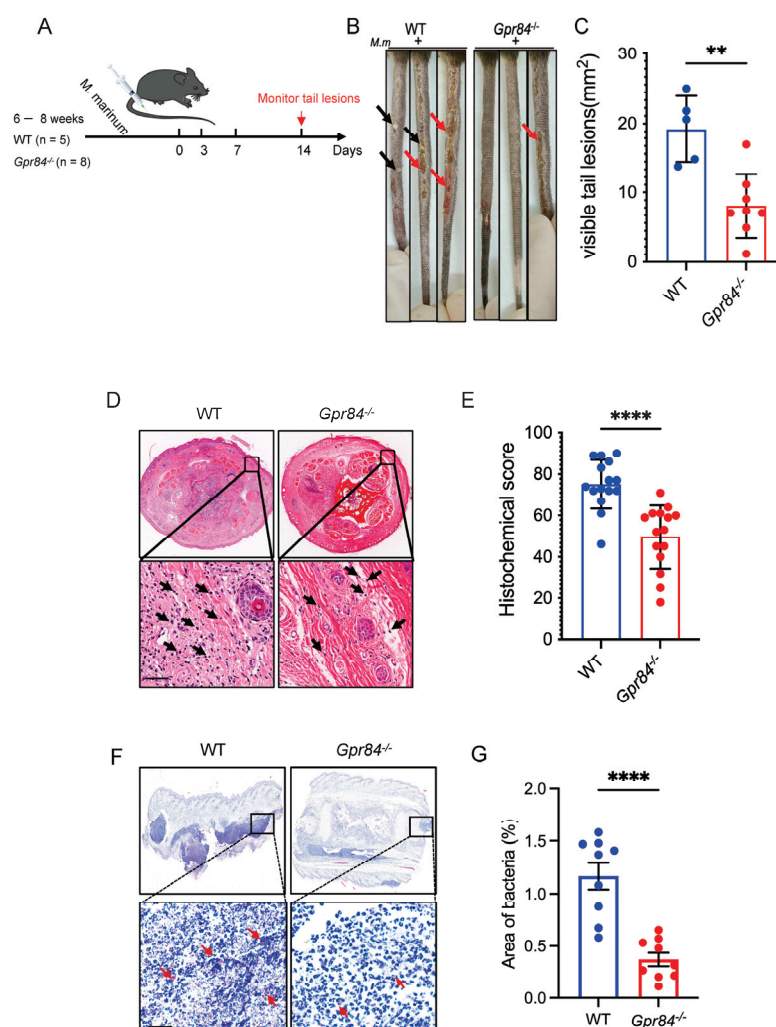 A
M. marinum
6 — 8 weeks
WT (n = 5)
Gpr84-/- (n = 8)
Monitor tail lesions
0 3 7 14 Days
B
WT Gpr84-/-
M.m + +
C
visible tail lesions(mm2)
30
20
10
0
**
WT Gpr84-/-
D
WT Gpr84-/-
E
Histochemical score
100
80
60
40
20
0
****
WT Gpr84-/-
F
WT Gpr84-/-
G
Area of bacteria (%)
2.0
1.5
1.0
0.5
0.0
****
WT Gpr84-/-